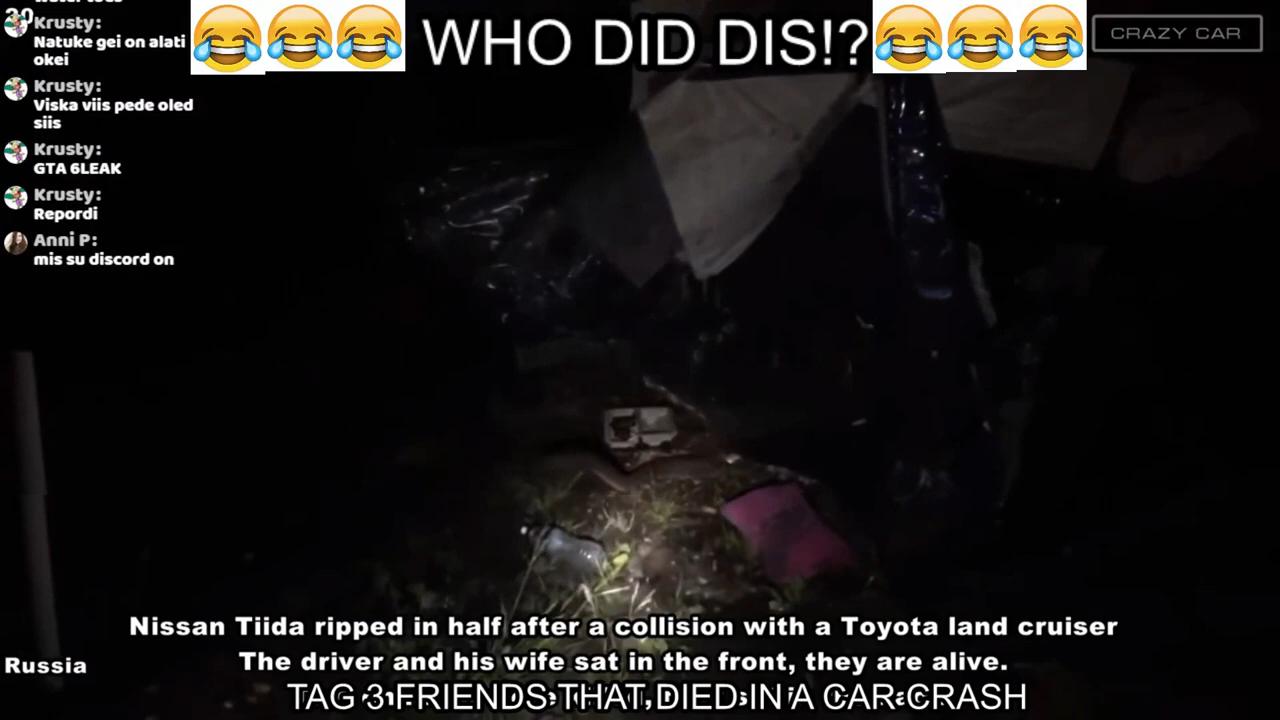 WHO DID DIS!?
CRAZY CAR
Krusty:
Natuke gei on alati
okei
Krusty:
Viska viis pede oled
siis
Krusty:
GTA 6LEAK
Krusty:
Repordi
Anni P:
mis su discord on
Nissan Tiida ripped in half after a collision with a Toyota land cruiser
Russia
The driver and his wife sat in the front, they are alive.
TAG 3 FRIENDS THAT DIED IN A CAR CRASH